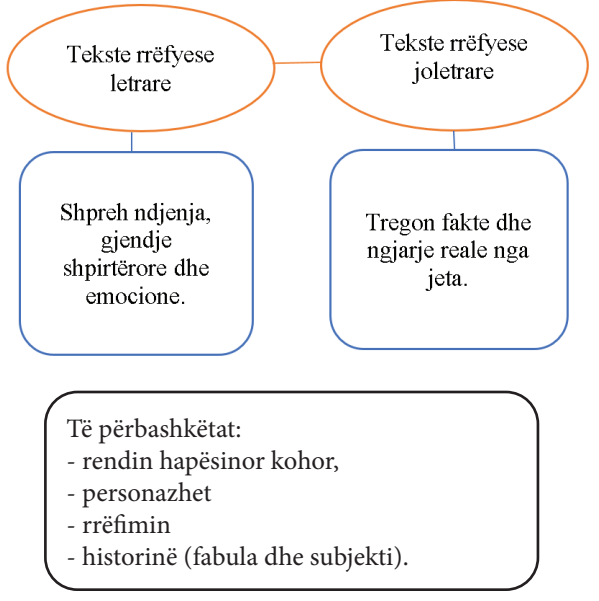 Tekste rrëfyese
letrare
Tekste rrëfyese
joletrare
Shpreh ndjenja,
gjendje
shpirtërore dhe
emocione.
Tregon fakte dhe
ngjarje reale nga
jeta.
Të përbashkëtat:
- rendin hapësinor kohor,
- personazhet
- rrëfimin
- historinë (fabula dhe subjekti).